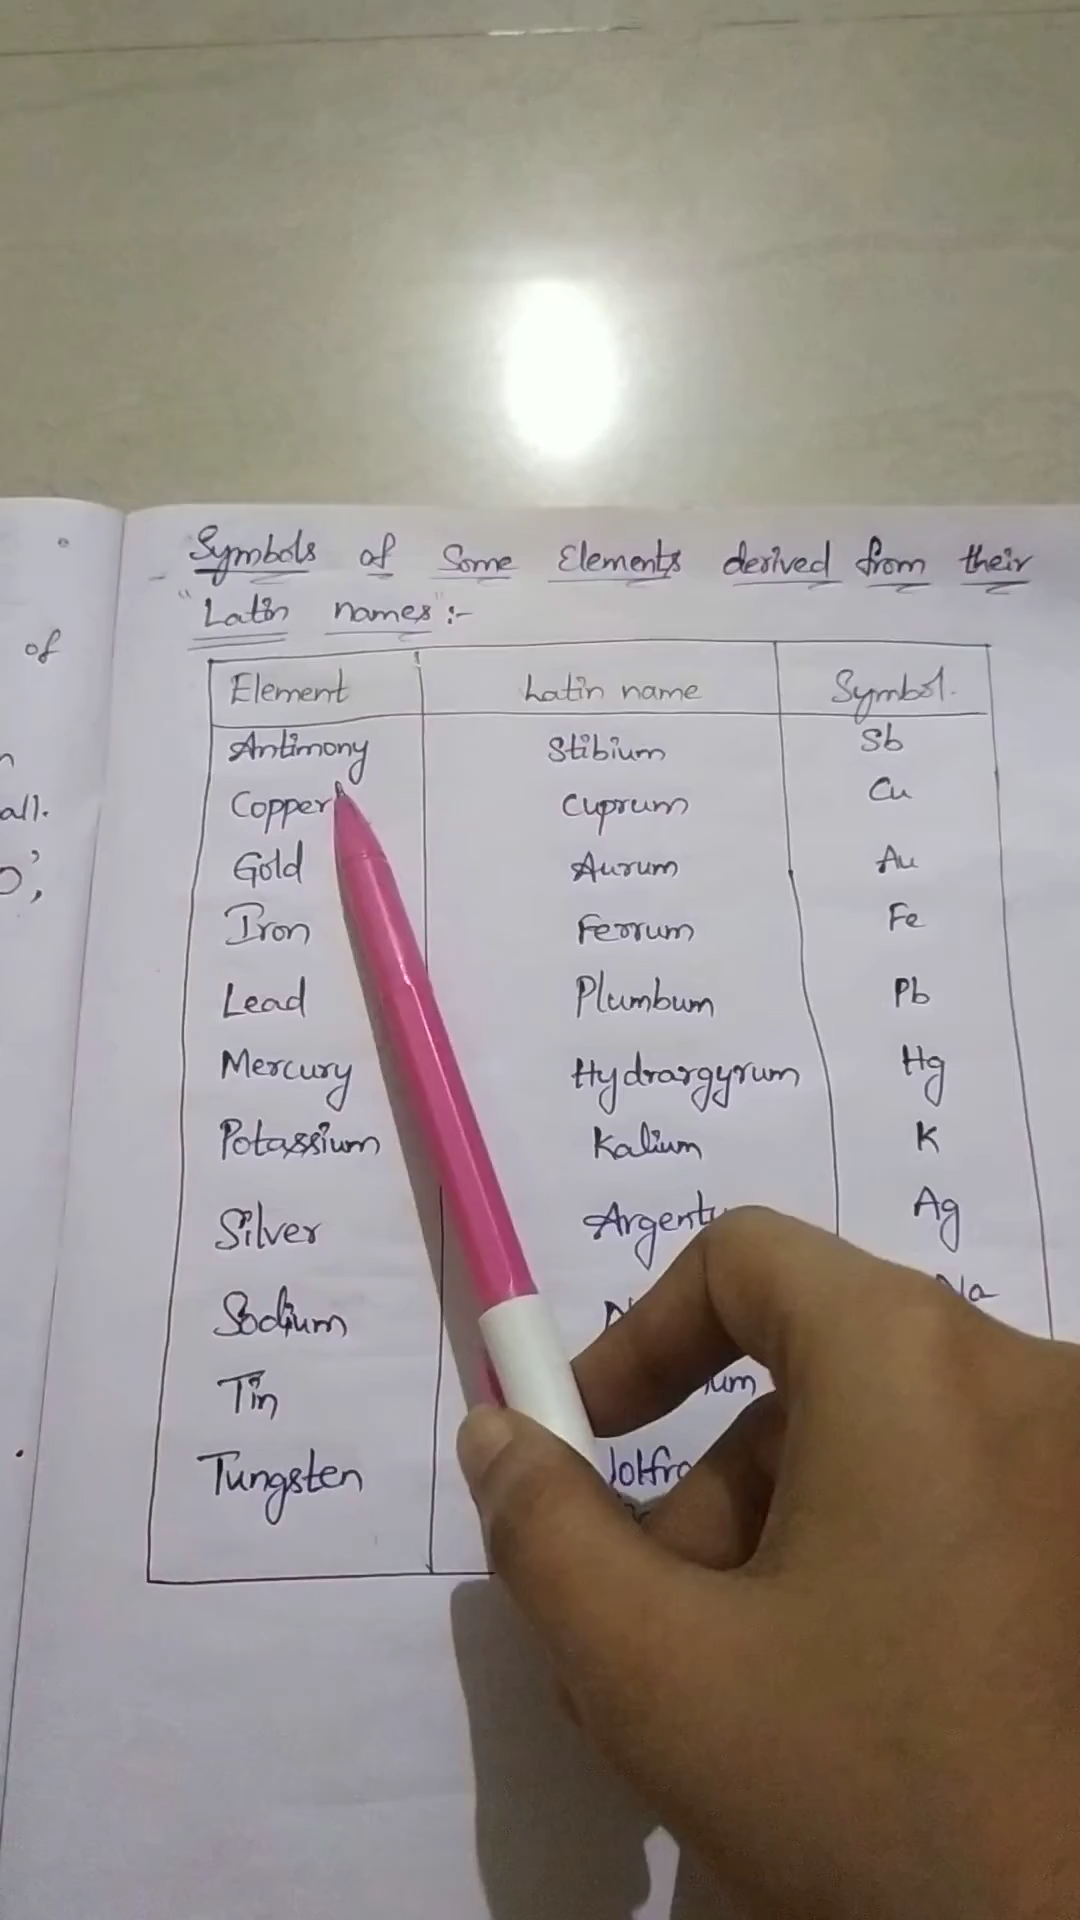 Symbols of Some Elements derived from their
"Latin names":-
Element Latin name Symbol.
Antimony Stibium Sb
Copper Cuprum Cu
Gold Aurum Au
Iron Ferrum Fe
Lead Plumbum Pb
Mercury Hydrargyrum Hg
Potassium Kalium K
Silver Ag
Sodium Na
Tin
Tungsten
of
all.